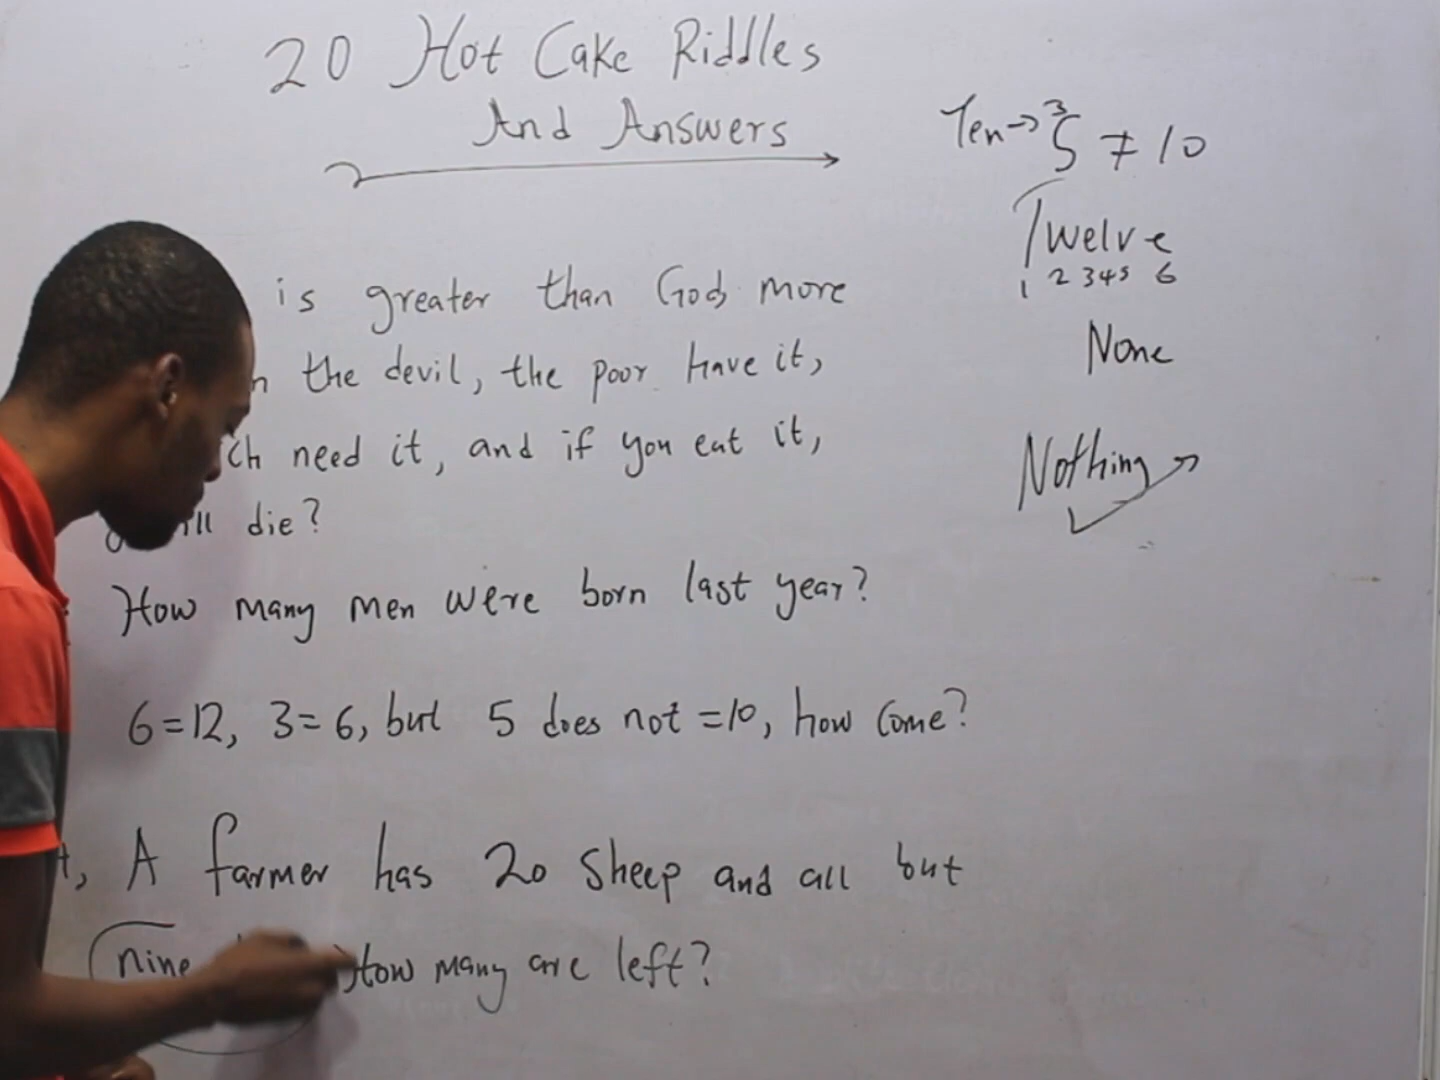 20 Hot Cake Riddles
And Answers
is greater than God, more
the devil, the poor have it,
need it, and if you eat it,
die?
How many men were born last year?
6=12, 3=6, but 5 does not =10, how come?
A farmer has 20 sheep and all but
nine How many are left?
Ten→ 3
5 ≠ 10
Twelve
1 2 3 4 5 6
None
Nothing